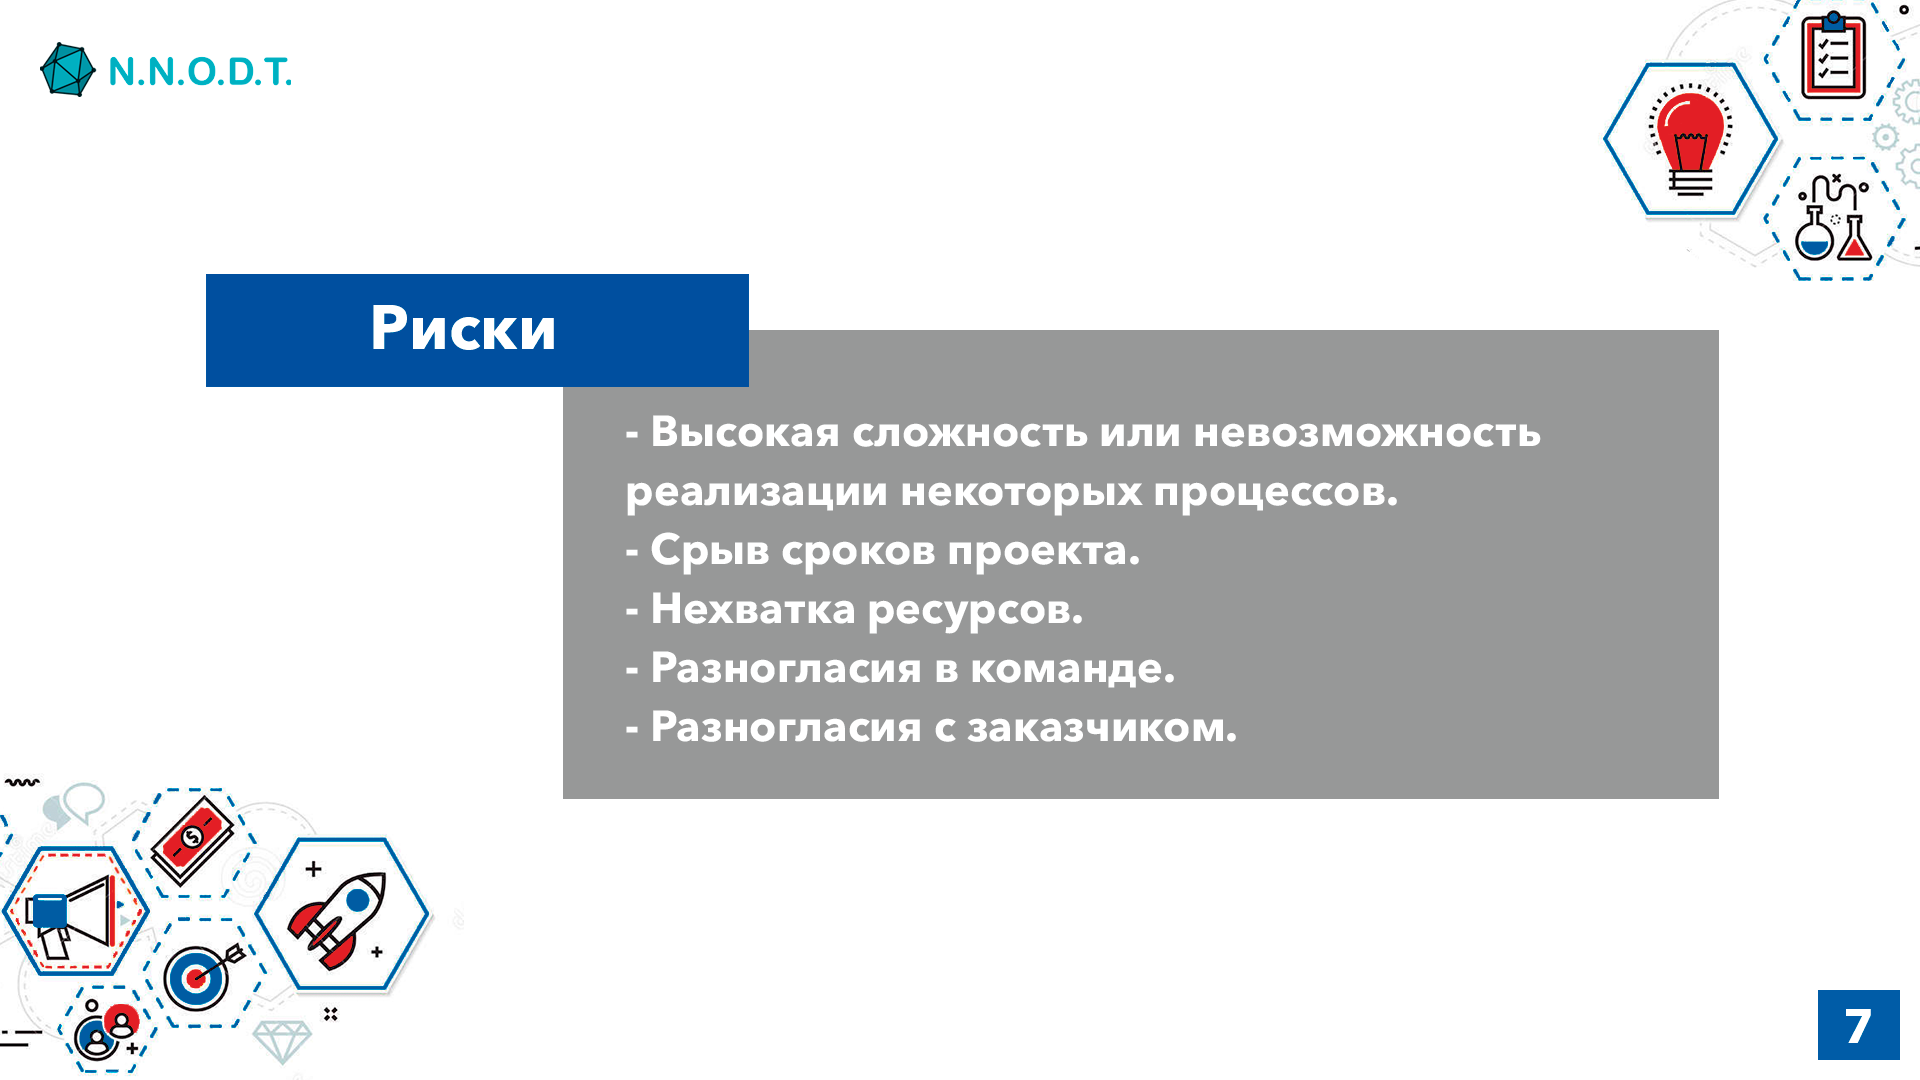 N.N.O.D.T.
Риски
- Высокая сложность или невозможность
реализации некоторых процессов.
- Срыв сроков проекта.
- Нехватка ресурсов.
- Разногласия в команде.
- Разногласия с заказчиком.
7